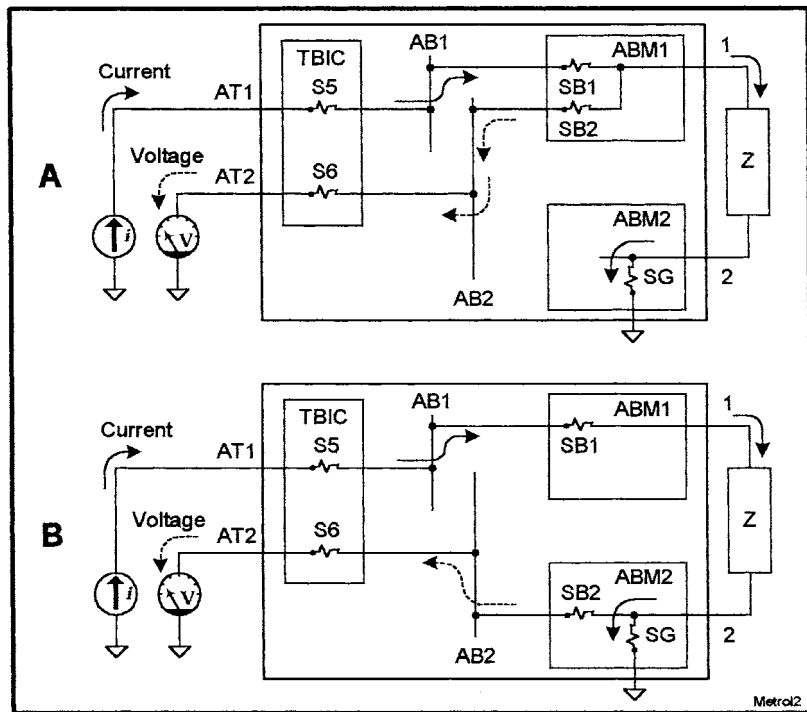 A
Current
AT1
Voltage
AT2
i
V
TBIC
S5
S6
AB1
AB2
ABM1
SB1
SB2
ABM2
SG
1
Z
2
B
Current
AT1
Voltage
AT2
i
V
TBIC
S5
S6
AB1
AB2
ABM1
SB1
SB2
ABM2
SG
1
Z
2
Metrol2